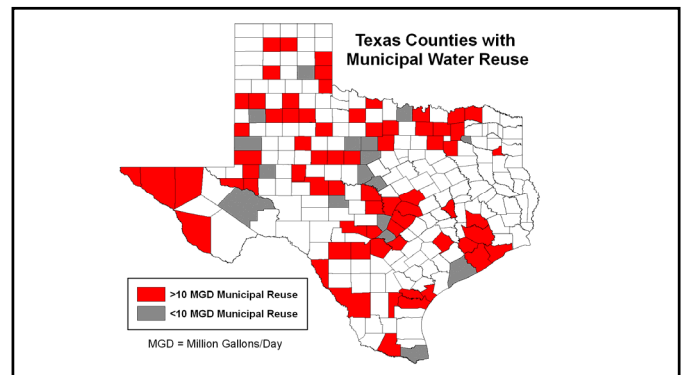 Texas Counties with
Municipal Water Reuse
>10 MGD Municipal Reuse
<10 MGD Municipal Reuse
MGD = Million Gallons/Day